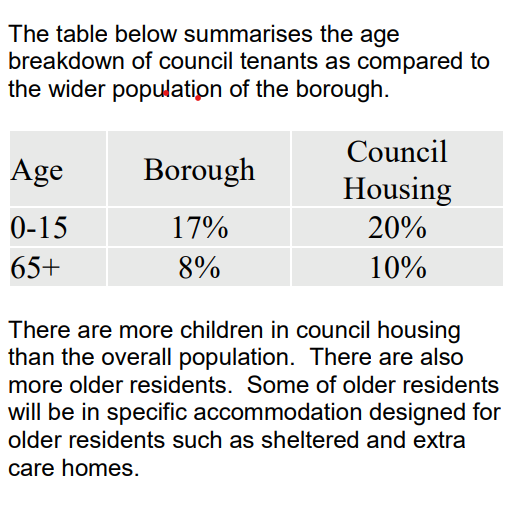 The table below summarises the age
breakdown of council tenants as compared to
the wider population of the borough.
Age Borough Council Housing
0-15 17% 20%
65+ 8% 10%
There are more children in council housing
than the overall population.  There are also
more older residents.  Some of older residents
will be in specific accommodation designed for
older residents such as sheltered and extra
care homes.